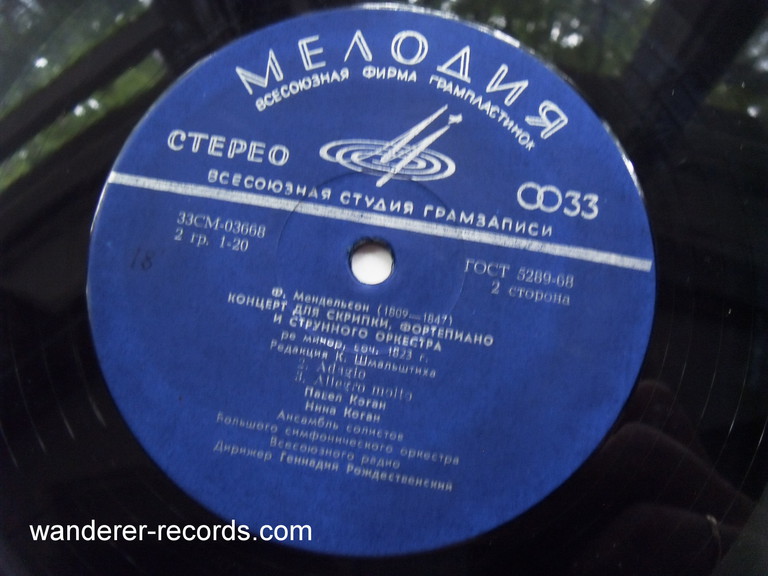 МЕЛОДИЯ
ВСЕСОЮЗНАЯ ФИРМА ГРАМПЛАСТИНОК
СТЕРЕО
33
ВСЕСОЮЗНАЯ СТУДИЯ ГРАМЗАПИСИ
33СМ-03668
2 гр. 1-20
ГОСТ 5289-68
2 сторона
18
Ф. Мендельсон (1809—1847)
КОНЦЕРТ ДЛЯ СКРИПКИ, ФОРТЕПИАНО
И СТРУННОГО ОРКЕСТРА
ре минор, соч. 1823 г.
Редакция К. Шмальштиха
2. Adagio
3. Allegro molto
Павел Коган
Нина Коган
Ансамбль солистов
Большого симфонического оркестра
Всесоюзного радио
Дирижер Геннадий Рождественский
wanderer-records.com